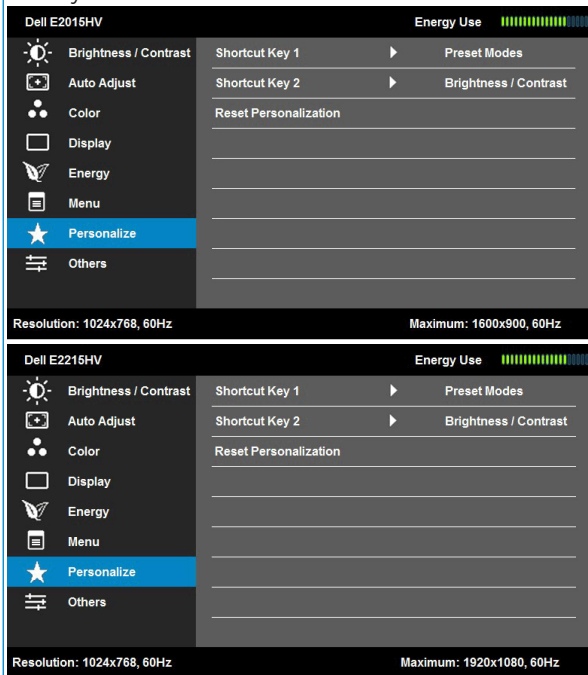 Dell E2015HV Energy Use
Brightness / Contrast Shortcut Key 1 Preset Modes
Auto Adjust Shortcut Key 2 Brightness / Contrast
Color Reset Personalization
Display
Energy
Menu
Personalize
Others
Resolution: 1024x768, 60Hz Maximum: 1600x900, 60Hz
Dell E2215HV Energy Use
Brightness / Contrast Shortcut Key 1 Preset Modes
Auto Adjust Shortcut Key 2 Brightness / Contrast
Color Reset Personalization
Display
Energy
Menu
Personalize
Others
Resolution: 1024x768, 60Hz Maximum: 1920x1080, 60Hz